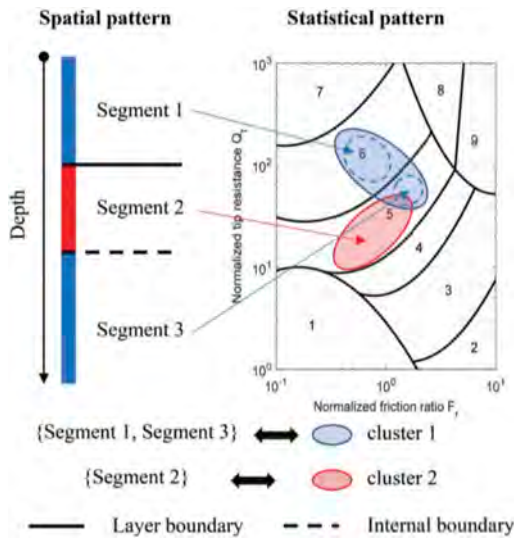 Spatial pattern
Statistical pattern
Depth
Segment 1
Segment 2
Segment 3
Normalized tip resistance Qt
10³
10²
10¹
10⁰
7
8
9
6
5
4
3
1
2
10⁻¹
10⁰
10¹
Normalized friction ratio Fr
{Segment 1, Segment 3}
cluster 1
{Segment 2}
cluster 2
Layer boundary
Internal boundary